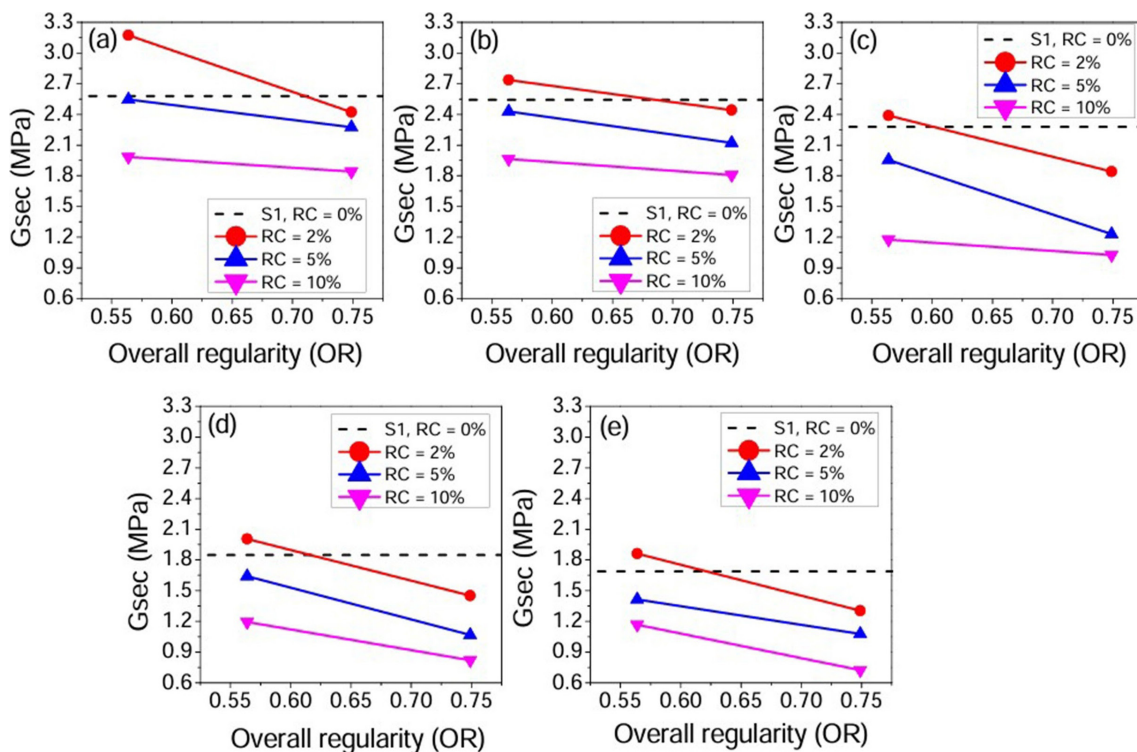 (a)
Gsec (MPa)
3.3
3.0
2.7
2.4
2.1
1.8
1.5
1.2
0.9
0.6
S1, RC = 0%
RC = 2%
RC = 5%
RC = 10%
0.55 0.60 0.65 0.70 0.75
Overall regularity (OR)
(b)
Gsec (MPa)
3.3
3.0
2.7
2.4
2.1
1.8
1.5
1.2
0.9
0.6
S1, RC = 0%
RC = 2%
RC = 5%
RC = 10%
0.55 0.60 0.65 0.70 0.75
Overall regularity (OR)
(c)
Gsec (MPa)
3.3
3.0
2.7
2.4
2.1
1.8
1.5
1.2
0.9
0.6
S1, RC = 0%
RC = 2%
RC = 5%
RC = 10%
0.55 0.60 0.65 0.70 0.75
Overall regularity (OR)
(d)
Gsec (MPa)
3.3
3.0
2.7
2.4
2.1
1.8
1.5
1.2
0.9
0.6
S1, RC = 0%
RC = 2%
RC = 5%
RC = 10%
0.55 0.60 0.65 0.70 0.75
Overall regularity (OR)
(e)
Gsec (MPa)
3.3
3.0
2.7
2.4
2.1
1.8
1.5
1.2
0.9
0.6
S1, RC = 0%
RC = 2%
RC = 5%
RC = 10%
0.55 0.60 0.65 0.70 0.75
Overall regularity (OR)